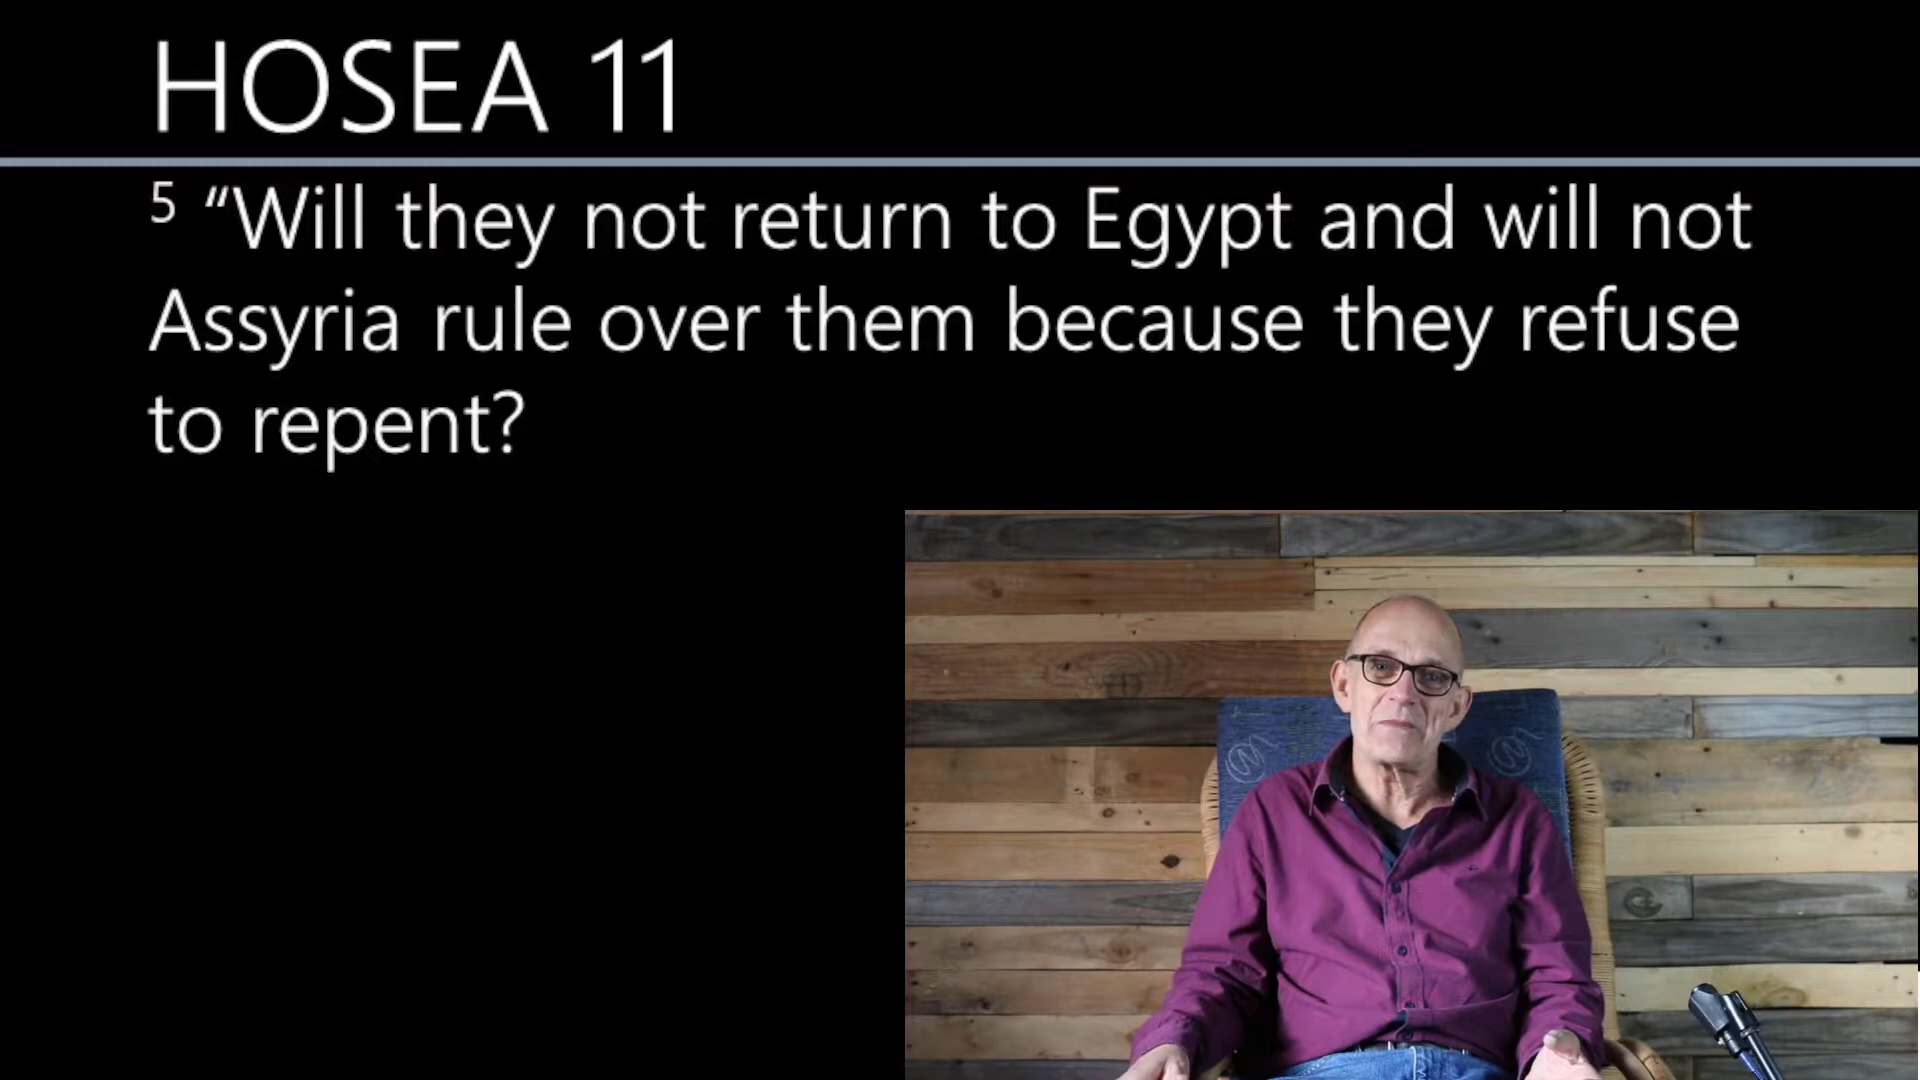 HOSEA 11
5 “Will they not return to Egypt and will not
Assyria rule over them because they refuse
to repent?